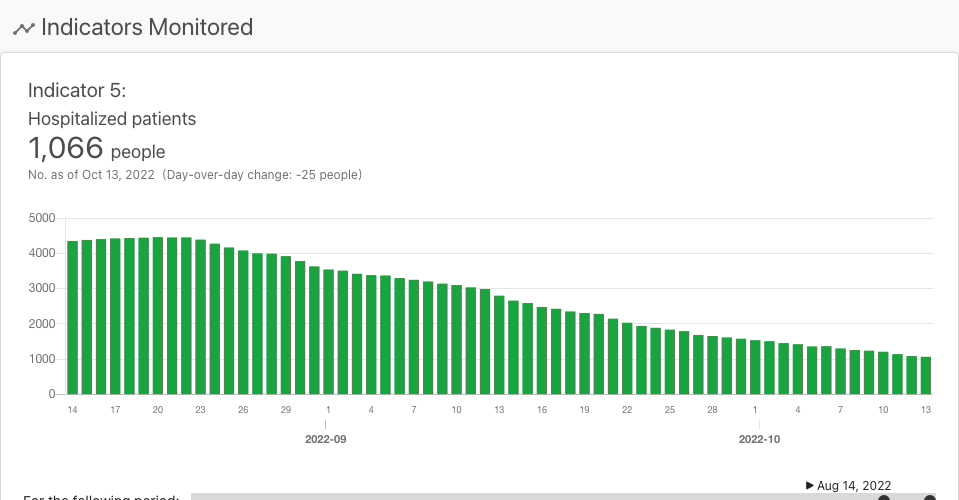 Indicators Monitored
Indicator 5:
Hospitalized patients
1,066 people
No. as of Oct 13, 2022 (Day-over-day change: -25 people)
5000
4000
3000
2000
1000
0
14 17 20 23 26 29 1 4 7 10 13 16 19 22 25 28 1 4 7 10 13
2022-09 2022-10
▶ Aug 14, 2022
For the following period: